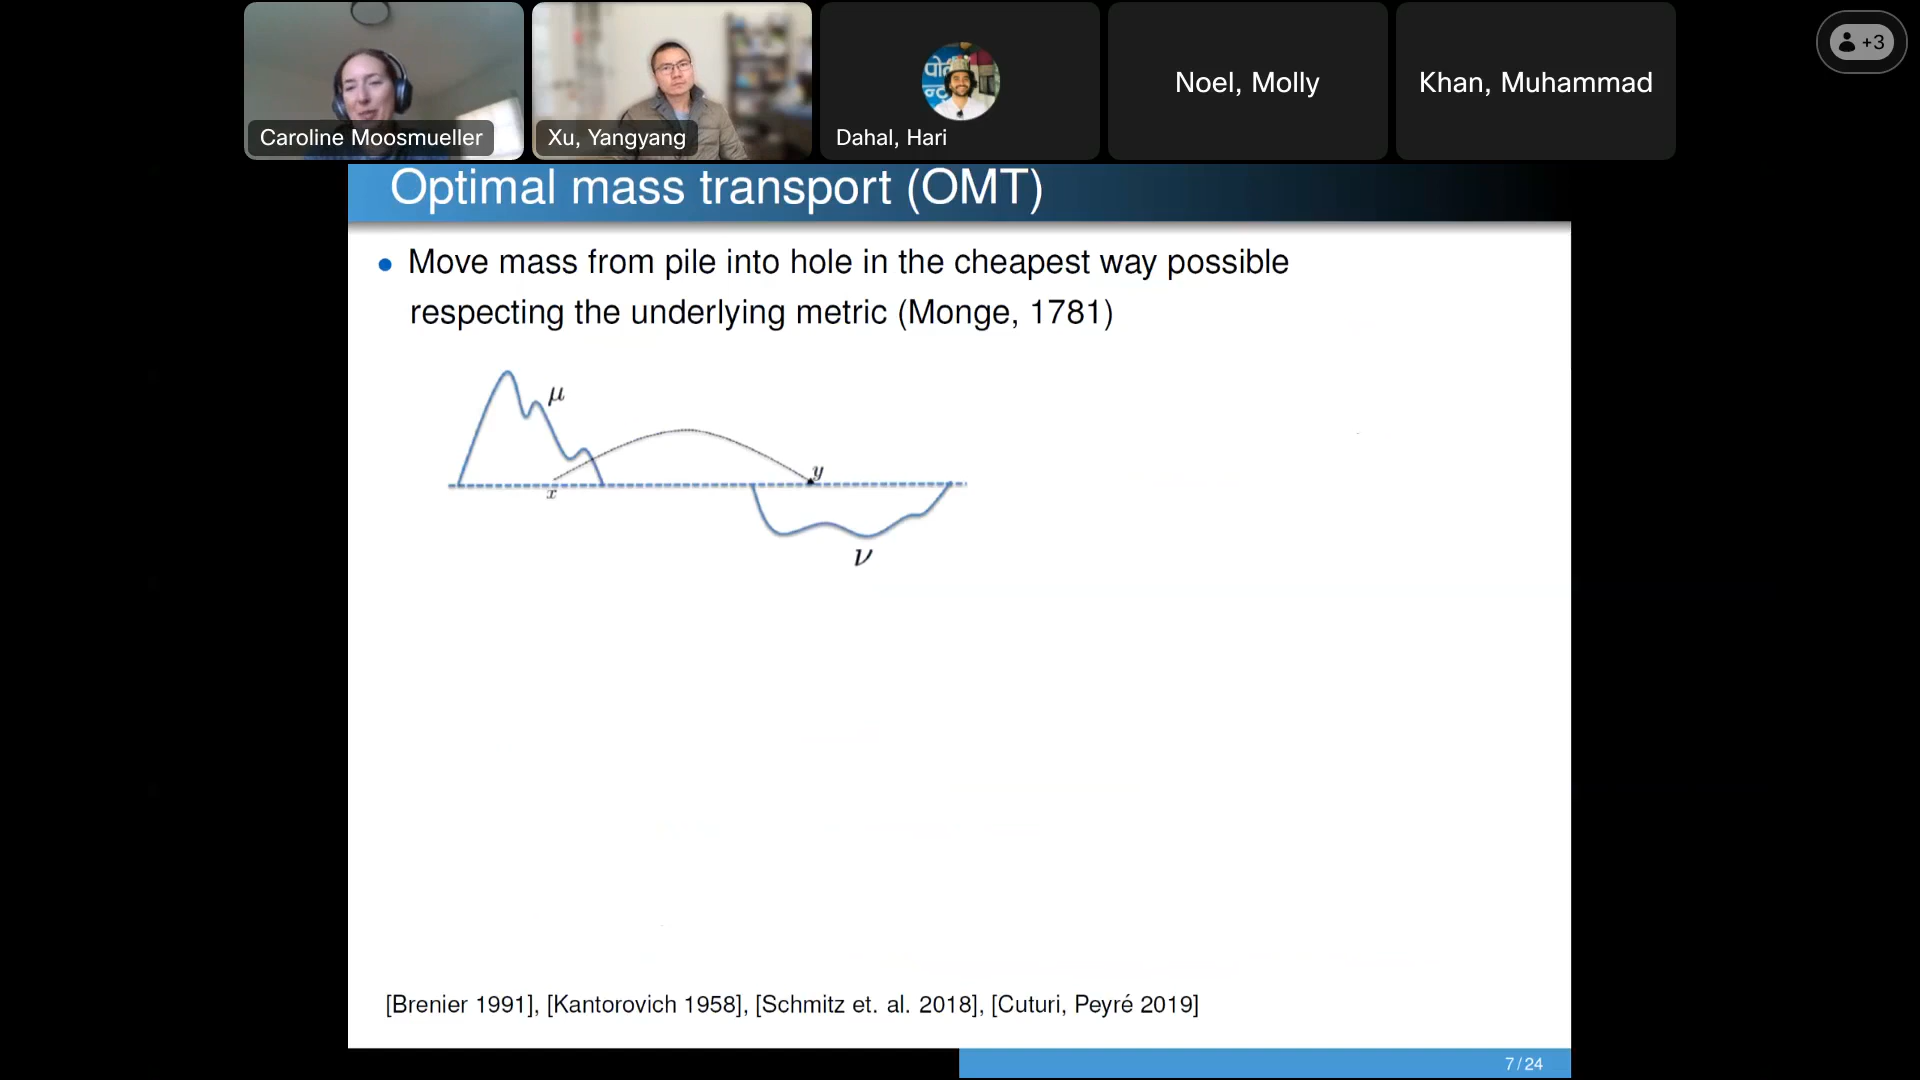 Caroline Moosmueller
Xu, Yangyang
Dahal, Hari
Noel, Molly
Khan, Muhammad
+3
Optimal mass transport (OMT)
• Move mass from pile into hole in the cheapest way possible
respecting the underlying metric (Monge, 1781)
μ
y
x
ν
[Brenier 1991], [Kantorovich 1958], [Schmitz et. al. 2018], [Cuturi, Peyré 2019]
7/24